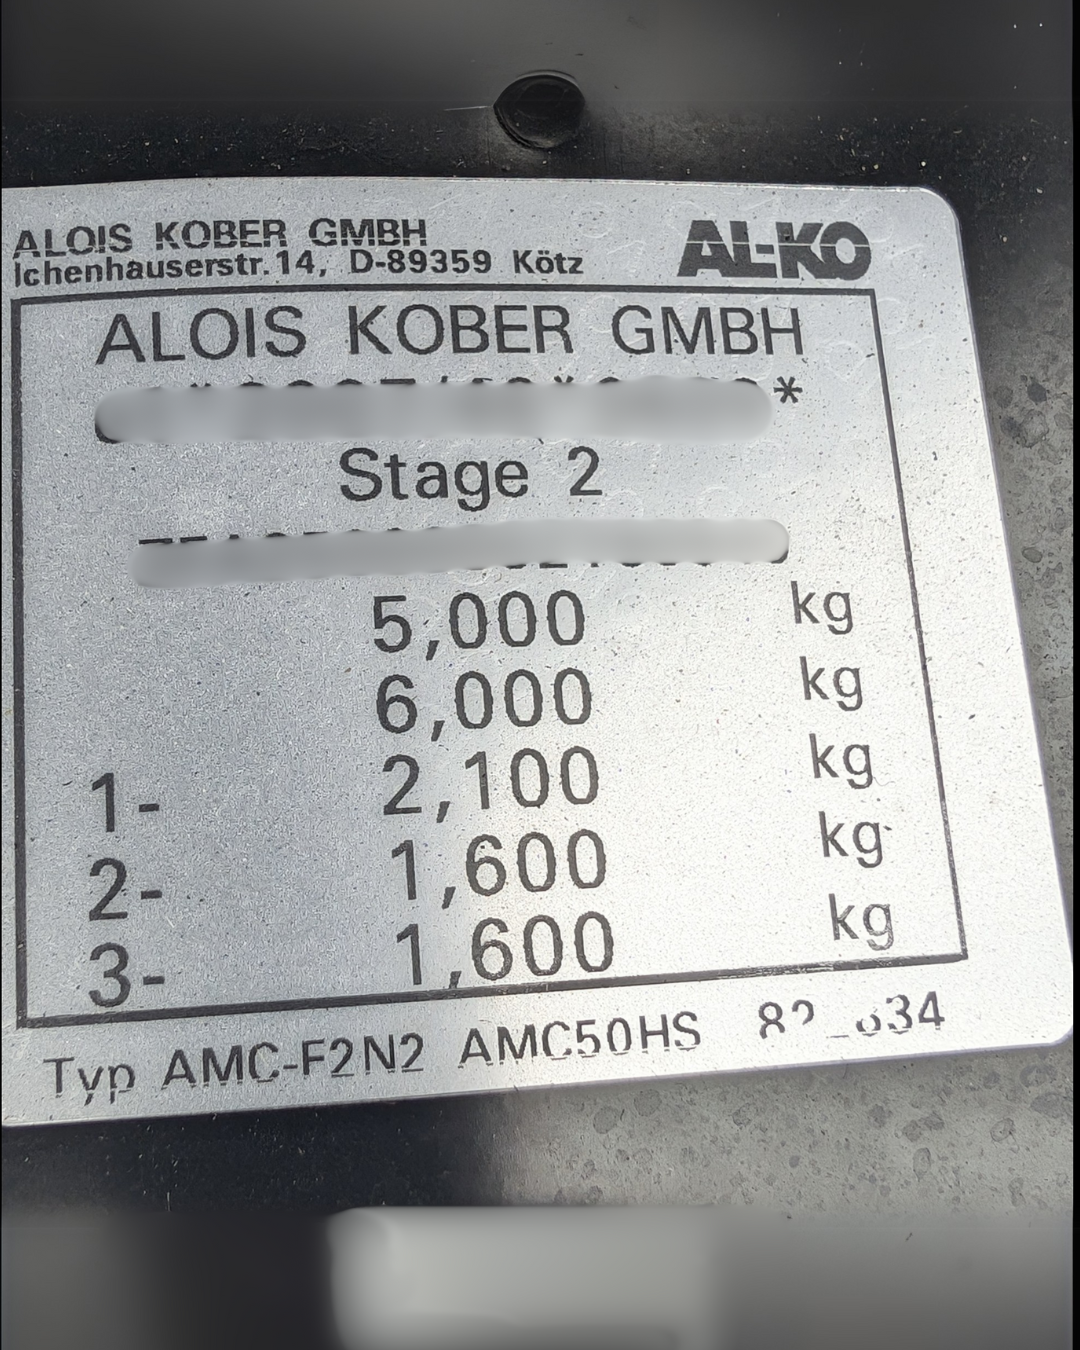 ALOIS KOBER GMBH AL-KO
Ichenhauserstr. 14, D-89359 Kötz
ALOIS KOBER GMBH
*
Stage 2
5,000 kg
6,000 kg
1- 2,100 kg
2- 1,600 kg
3- 1,600 kg
Typ AMC-F2N2 AMC50HS